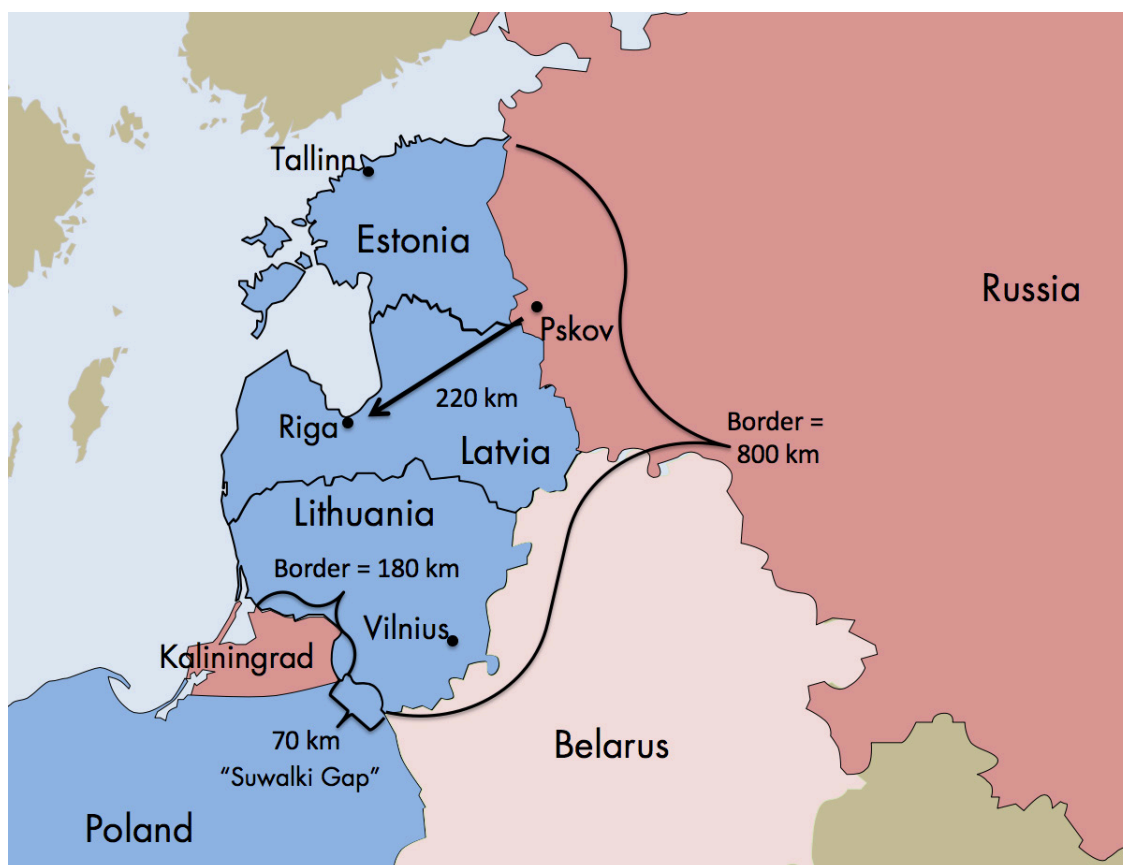 Tallinn
Estonia
Russia
Pskov
220 km
Riga
Latvia
Border =
800 km
Lithuania
Border = 180 km
Vilnius
Kaliningrad
70 km
“Suwalki Gap”
Belarus
Poland